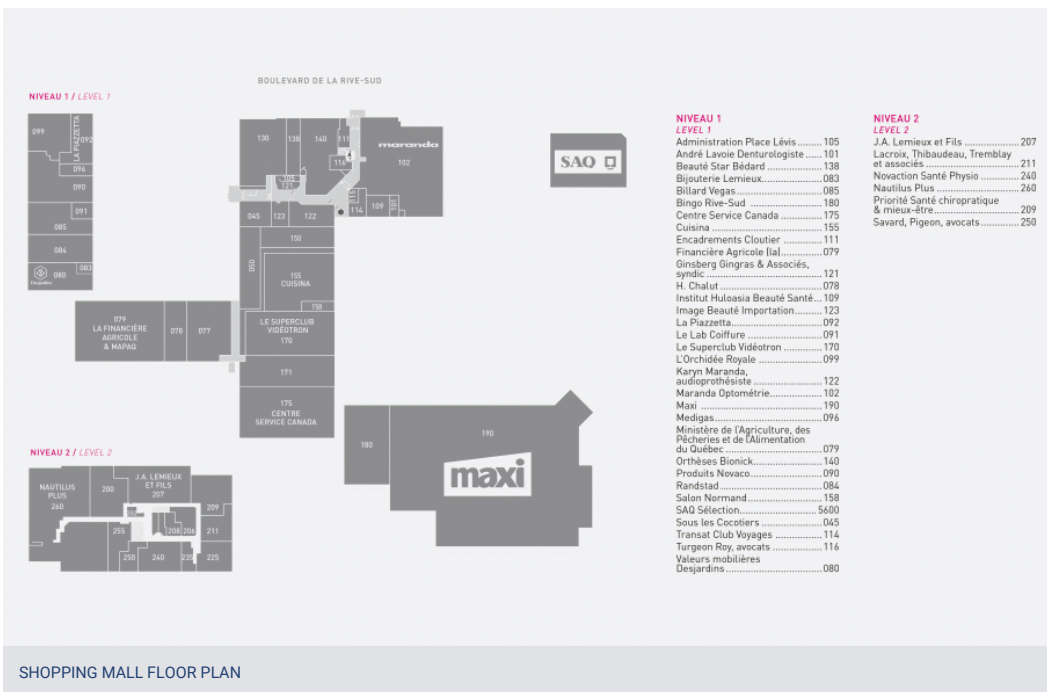 BOULEVARD DE LA RIVE-SUD
NIVEAU 1 / LEVEL 1
099
LA PIAZZETTA
092
096
090
091
085
084
083
080
Desjardins
130
138
140
111
116
maranda
102
105
121
045
123
122
114
109
101
150
050
155
CUISINA
158
LE SUPERCLUB
VIDÉOTRON
170
171
175
CENTRE
SERVICE CANADA
079
LA FINANCIÈRE
AGRICOLE
& MAPAQ
078
077
SAQ
180
190
maxi
NIVEAU 2 / LEVEL 2
NAUTILUS
PLUS
260
200
J.A. LEMIEUX
ET FILS
207
209
208
206
211
255
250
240
235
225
NIVEAU 1
LEVEL 1
Administration Place Lévis ........ 105
André Lavoie Denturologiste ..... 101
Beauté Star Bédard .................. 138
Bijouterie Lemieux.................... 083
Billard Vegas............................ 085
Bingo Rive-Sud ........................ 180
Centre Service Canada ............. 175
Cuisina .................................... 155
Encadrements Cloutier ............. 111
Financière Agricole (la).............. 079
Ginsberg Gingras & Associés,
syndic ..................................... 121
H. Chalut ................................. 078
Institut Huloasia Beauté Santé... 109
Image Beauté Importation.......... 123
La Piazzetta.............................. 092
Le Lab Coiffure ........................ 091
Le Superclub Vidéotron ............ 170
L'Orchidée Royale .................... 099
Karyn Maranda,
audioprothésiste ...................... 122
Maranda Optométrie.................. 102
Maxi ........................................ 190
Medigas................................... 096
Ministère de l'Agriculture, des
Pêcheries et de l'Alimentation
du Québec ............................... 079
Orthèses Bionick....................... 140
Produits Novaco........................ 090
Randstad.................................. 084
Salon Normand......................... 158
SAQ Sélection.......................... 5600
Sous les Cocotiers .................... 045
Transat Club Voyages ............... 114
Turgeon Roy, avocats ................ 116
Valeurs mobilières
Desjardins................................ 080
NIVEAU 2
LEVEL 2
J.A. Lemieux et Fils ................... 207
Lacroix, Thibaudeau, Tremblay
et associés ............................... 211
Novaction Santé Physio ............. 240
Nautilus Plus ............................ 260
Priorité Santé chiropratique
& mieux-être............................ 209
Savard, Pigeon, avocats............. 250
SHOPPING MALL FLOOR PLAN